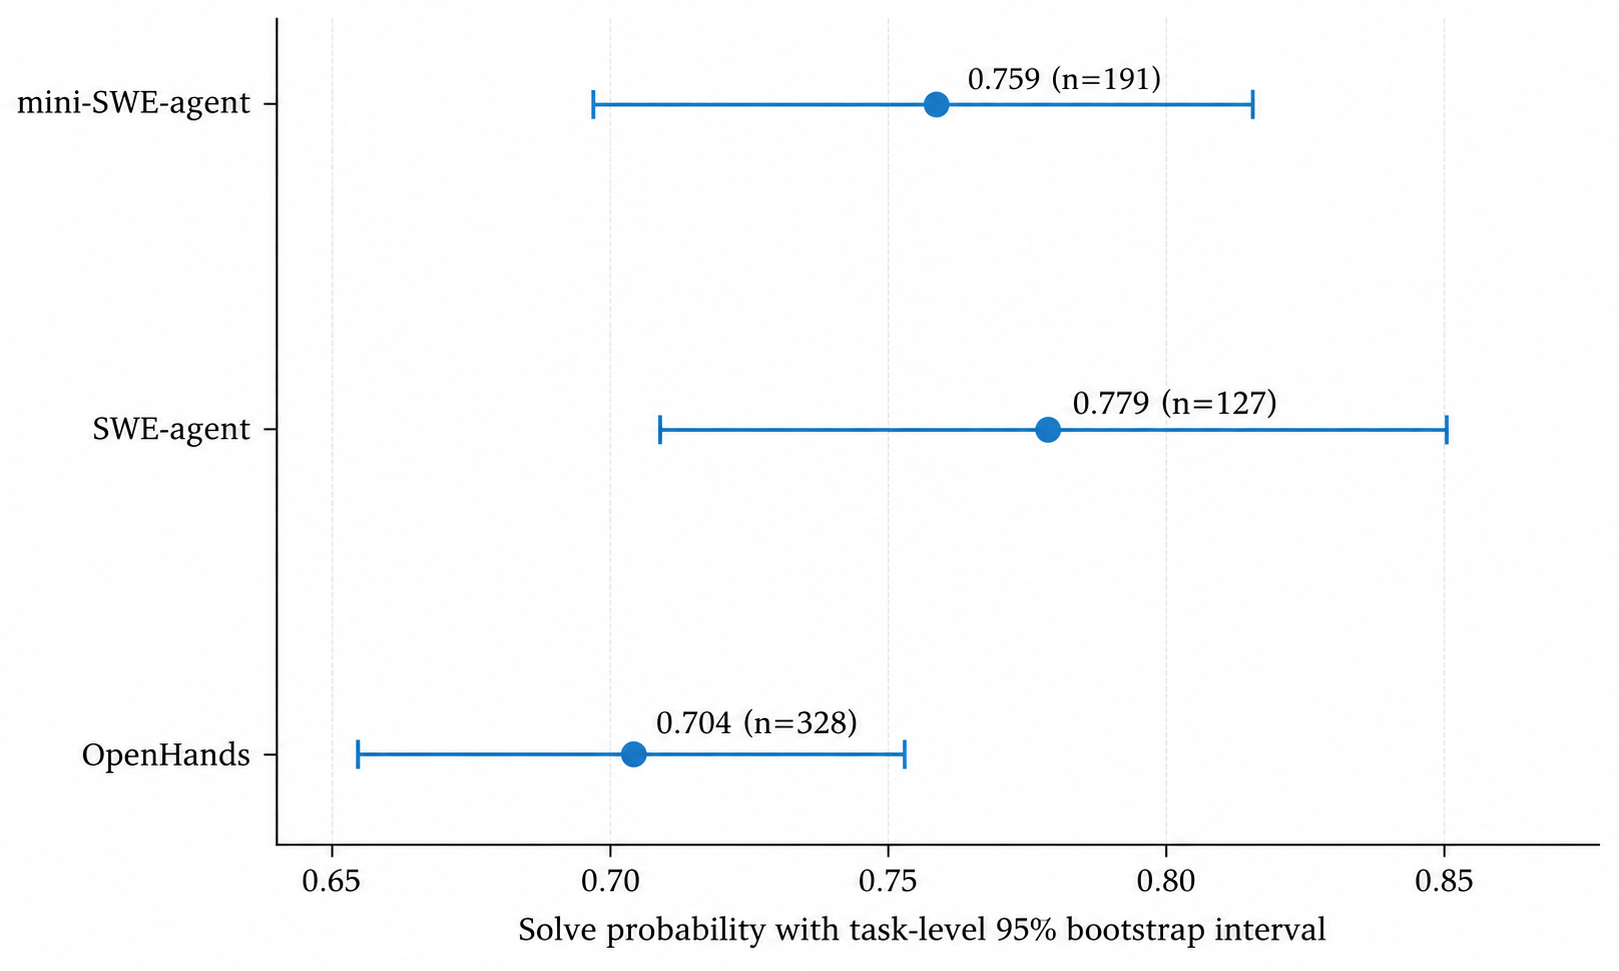 0.759 (n=191)
mini-SWE-agent
0.779 (n=127)
SWE-agent
0.704 (n=328)
OpenHands
0.65 0.70 0.75 0.80 0.85
Solve probability with task-level 95% bootstrap interval